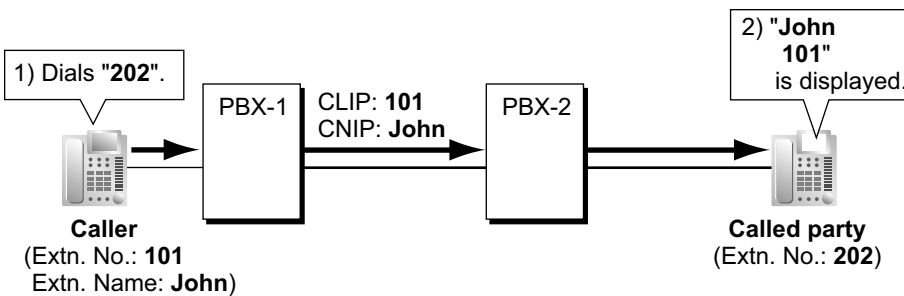 1) Dials "202".
PBX-1
CLIP: 101
CNIP: John
PBX-2
2) "John
101"
is displayed.
Caller
(Extn. No.: 101
Extn. Name: John)
Called party
(Extn. No.: 202)